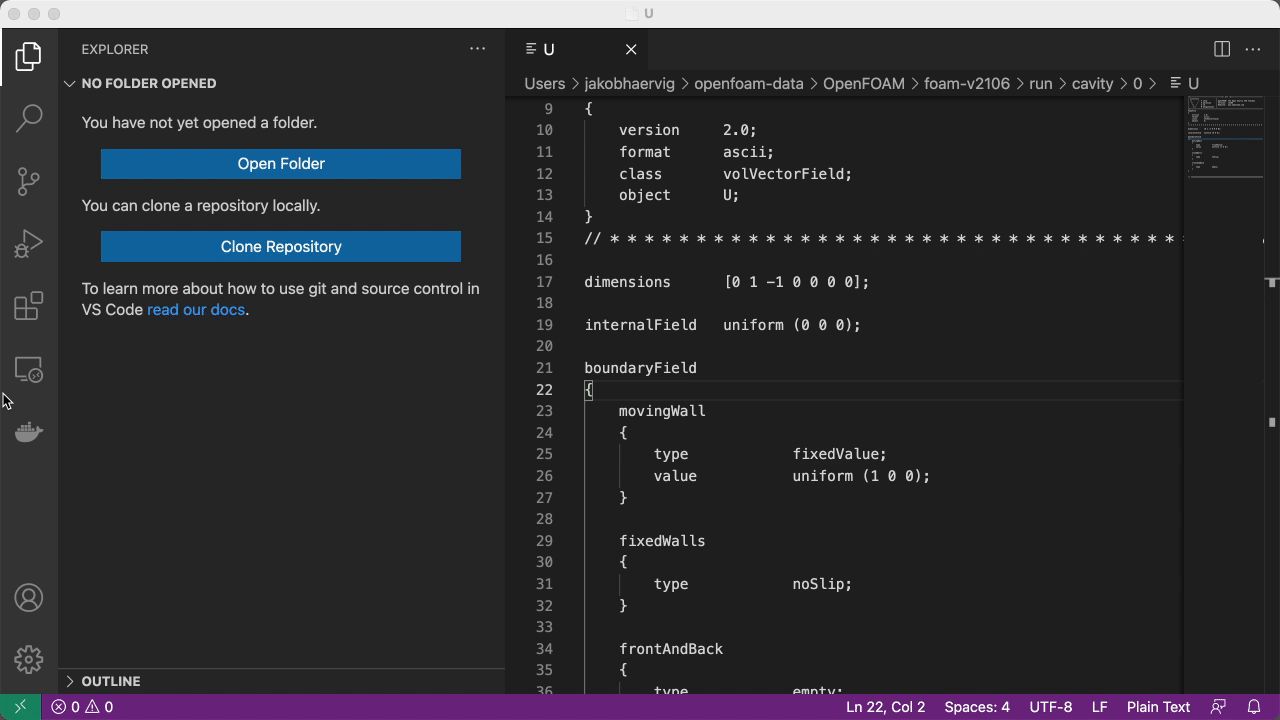 U
EXPLORER
NO FOLDER OPENED
You have not yet opened a folder.
Open Folder
You can clone a repository locally.
Clone Repository
To learn more about how to use git and source control in
VS Code read our docs.
OUTLINE
U
Users > jakobhaervig > openfoam-data > OpenFOAM > foam-v2106 > run > cavity > 0 > U
9 {
10 version 2.0;
11 format ascii;
12 class volVectorField;
13 object U;
14 }
15 // * * * * * * * * * * * * * * * * * * * * * * * * * * * * * * * * *
16
17 dimensions [0 1 -1 0 0 0 0];
18
19 internalField uniform (0 0 0);
20
21 boundaryField
22 {
23 movingWall
24 {
25 type fixedValue;
26 value uniform (1 0 0);
27 }
28
29 fixedWalls
30 {
31 type noSlip;
32 }
33
34 frontAndBack
35 {
36 type empty;
0 0
Ln 22, Col 2 Spaces: 4 UTF-8 LF Plain Text